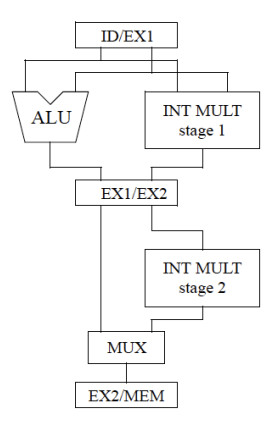 ID/EX1
ALU
INT MULT
stage 1
EX1/EX2
INT MULT
stage 2
MUX
EX2/MEM